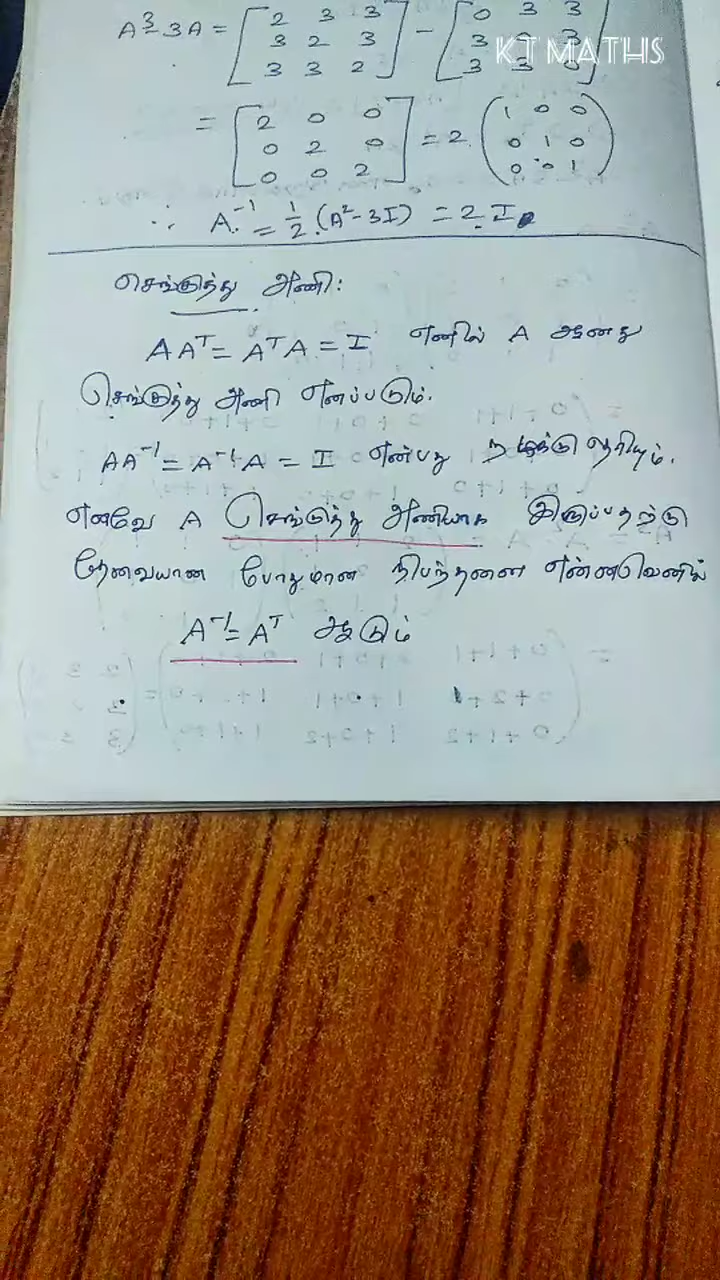 A³ - 3A = [ 2 3 3 ] - [ 0 3 3 ]
3 2 3 3 0 3
3 3 2 3 3 0
KT MATHS
= [ 2 0 0 ] = 2 ( 1 0 0 )
0 2 0 0 1 0
0 0 2 0 0 1
∴ A⁻¹ = 1/2 (A² - 3I) = 2 I
செங்குத்து அணி:
AAᵀ = AᵀA = I எனில் A ஆனது
செங்குத்து அணி எனப்படும்.
AA⁻¹ = A⁻¹A = I என்பது நமக்கு தெரியும்.
எனவே A செங்குத்து அணியாக இருப்பதற்கு
தேவையான போதுமான நிபந்தனை என்னவெனில்
A⁻¹ = Aᵀ ஆகும்